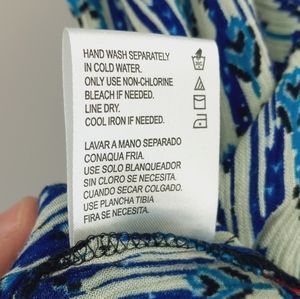 HAND WASH SEPARATELY
IN COLD WATER.
ONLY USE NON-CHLORINE
BLEACH IF NEEDED.
LINE DRY.
COOL IRON IF NEEDED.
LAVAR A MANO SEPARADO
CONAQUA FRIA.
USE SOLO BLANQUEADOR
SIN CLORO SE NECESITA.
CUANDO SECAR COLGADO.
USE PLANCHA TIBIA
FIRA SE NECESITA.